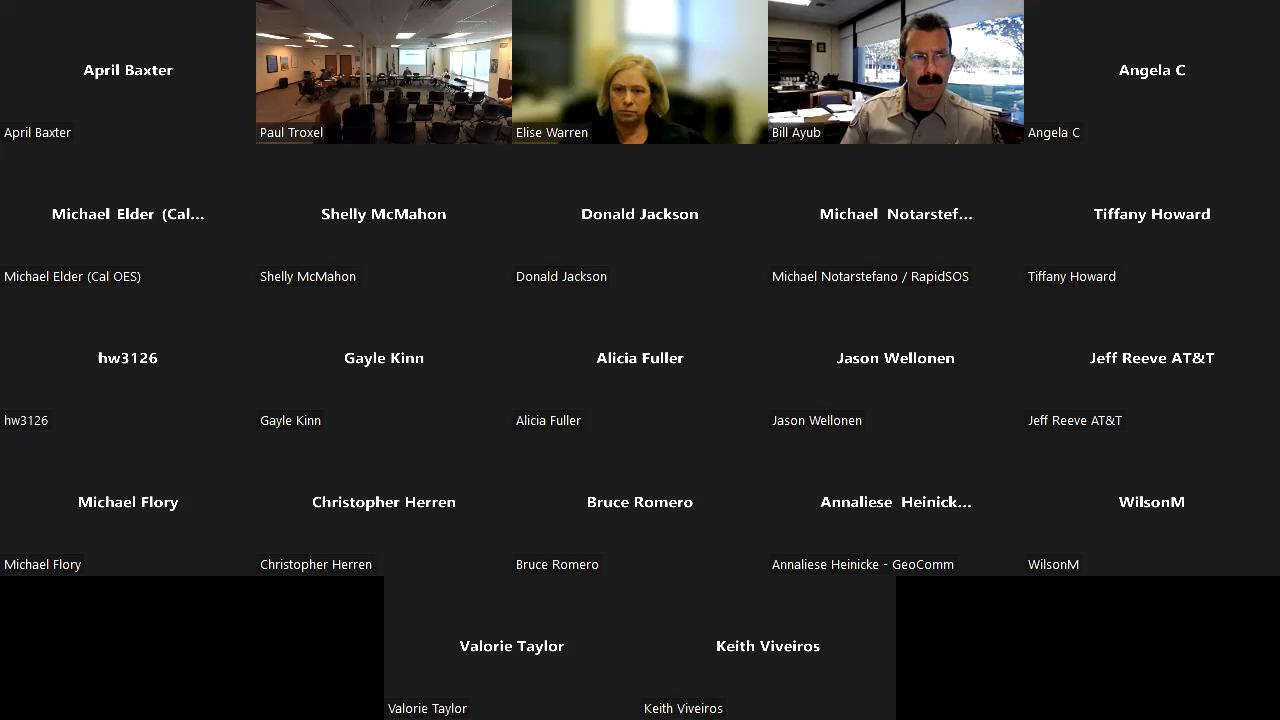 April Baxter
Angela C
April Baxter
Paul Troxel
Elise Warren
Bill Ayub
Angela C
Michael Elder (Cal...
Shelly McMahon
Donald Jackson
Michael Notarstef...
Tiffany Howard
Michael Elder (Cal OES)
Shelly McMahon
Donald Jackson
Michael Notarstefano / RapidSOS
Tiffany Howard
hw3126
Gayle Kinn
Alicia Fuller
Jason Wellonen
Jeff Reeve AT&T
hw3126
Gayle Kinn
Alicia Fuller
Jason Wellonen
Jeff Reeve AT&T
Michael Flory
Christopher Herren
Bruce Romero
Annaliese Heinick...
WilsonM
Michael Flory
Christopher Herren
Bruce Romero
Annaliese Heinicke - GeoComm
WilsonM
Valorie Taylor
Keith Viveiros
Valorie Taylor
Keith Viveiros